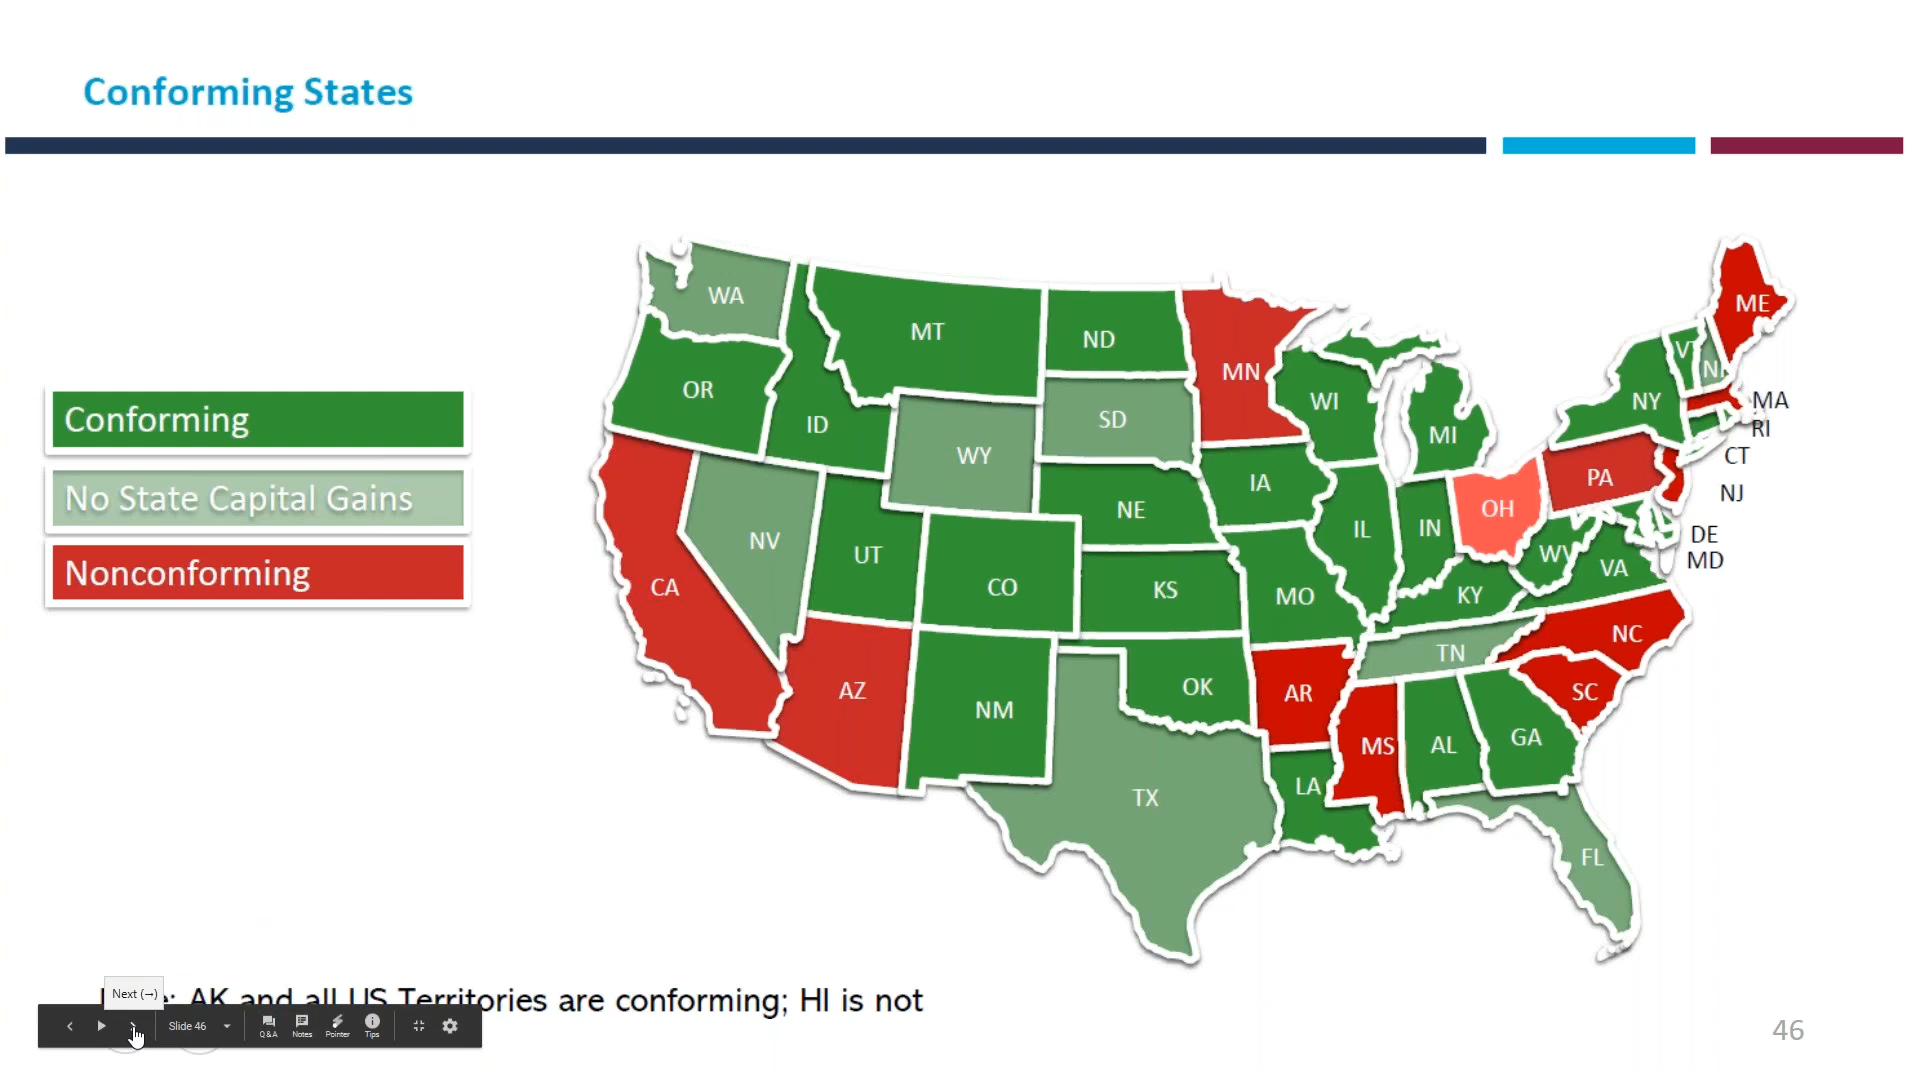 Conforming States
Conforming
No State Capital Gains
Nonconforming
WA
MT
ND
MN
ME
OR
ID
WY
SD
WI
MI
NY
MA
RI
CT
NJ
PA
OH
IA
NE
NV
UT
CO
KS
MO
IL
IN
WV
VA
DE
MD
KY
CA
AZ
NM
OK
AR
TN
NC
SC
TX
LA
MS
AL
GA
FL
VT
AK and all US Territories are conforming; HI is not
Next (→)
Slide 46
Q&A
Notes
Pointer
Tips
46